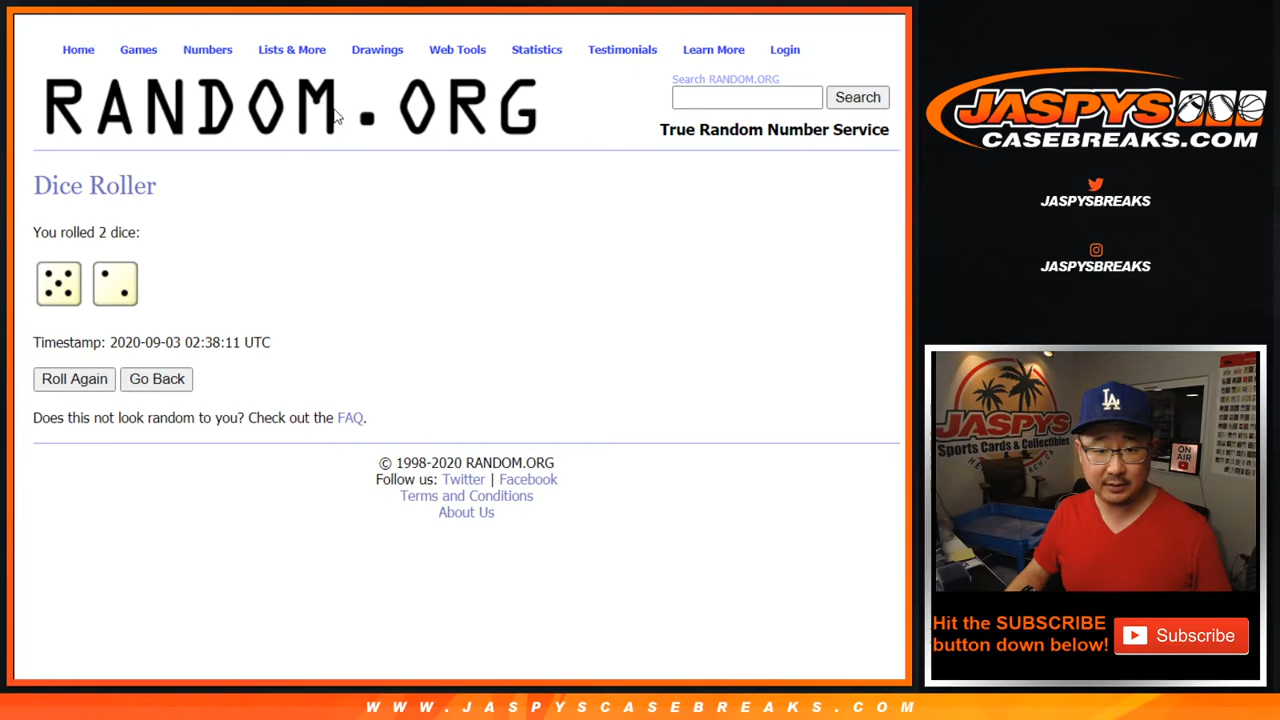 Home Games Numbers Lists & More Drawings Web Tools Statistics Testimonials Learn More Login
RANDOM.ORG
Search RANDOM.ORG
Search
True Random Number Service
Dice Roller
You rolled 2 dice:
Timestamp: 2020-09-03 02:38:11 UTC
Roll Again Go Back
Does this not look random to you? Check out the FAQ.
© 1998-2020 RANDOM.ORG
Follow us: Twitter | Facebook
Terms and Conditions
About Us
JASPYS
CASEBREAKS.COM
JASPYSBREAKS
JASPYSBREAKS
JASPYS
Sports Cards & Collectibles
LA
ON
AIR
Hit the SUBSCRIBE
button down below!
Subscribe
WWW.JASPYSCASEBREAKS.COM